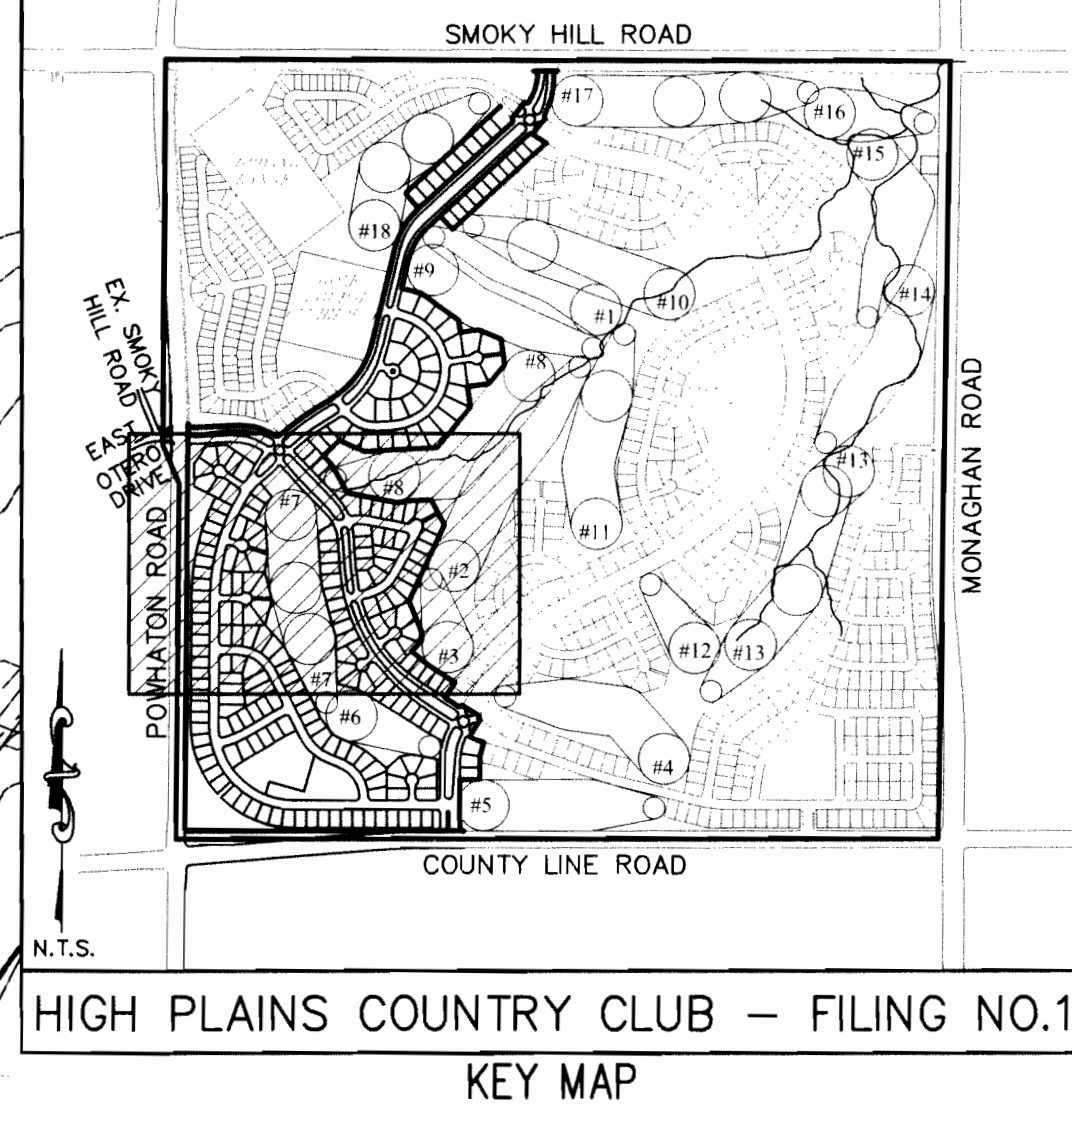 SMOKY HILL ROAD
#17
#16
#15
#18
#9
#14
#10
#1
EX. SMOKY
HILL ROAD
#8
EAST
OTERO
DRIVE
#13
#8
#7
#11
#2
POWHATON ROAD
MONAGHAN ROAD
#12
#13
#3
#7
#6
#4
#5
COUNTY LINE ROAD
N.T.S.
HIGH PLAINS COUNTRY CLUB – FILING NO.1
KEY MAP